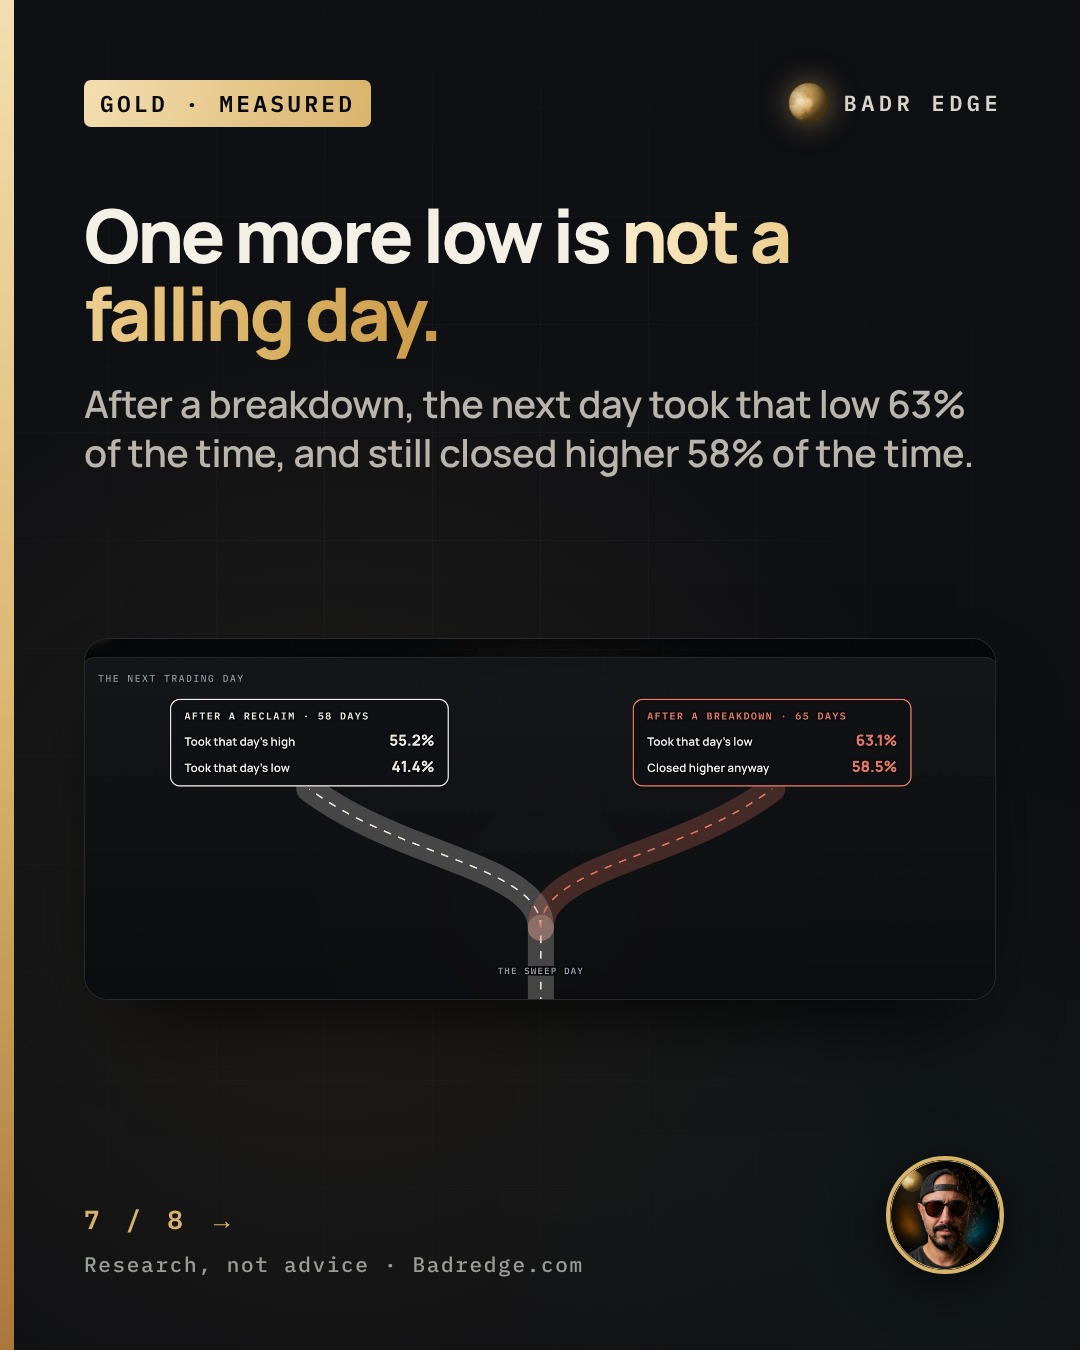 GOLD · MEASURED
BADR EDGE
One more low is not a
falling day.
After a breakdown, the next day took that low 63%
of the time, and still closed higher 58% of the time.
THE NEXT TRADING DAY
AFTER A RECLAIM · 58 DAYS
Took that day's high 55.2%
Took that day's low 41.4%
AFTER A BREAKDOWN · 65 DAYS
Took that day's low 63.1%
Closed higher anyway 58.5%
THE SWEEP DAY
7 / 8 →
Research, not advice · Badredge.com